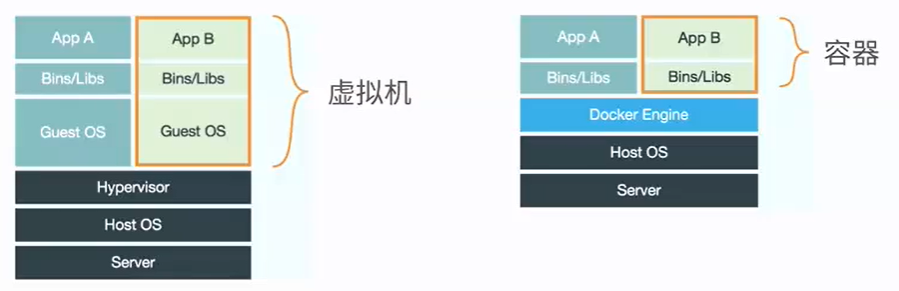 App A
App B
Bins/Libs
Bins/Libs
Guest OS
Guest OS
Hypervisor
Host OS
Server
虚拟机
App A
App B
Bins/Libs
Bins/Libs
Docker Engine
Host OS
Server
容器